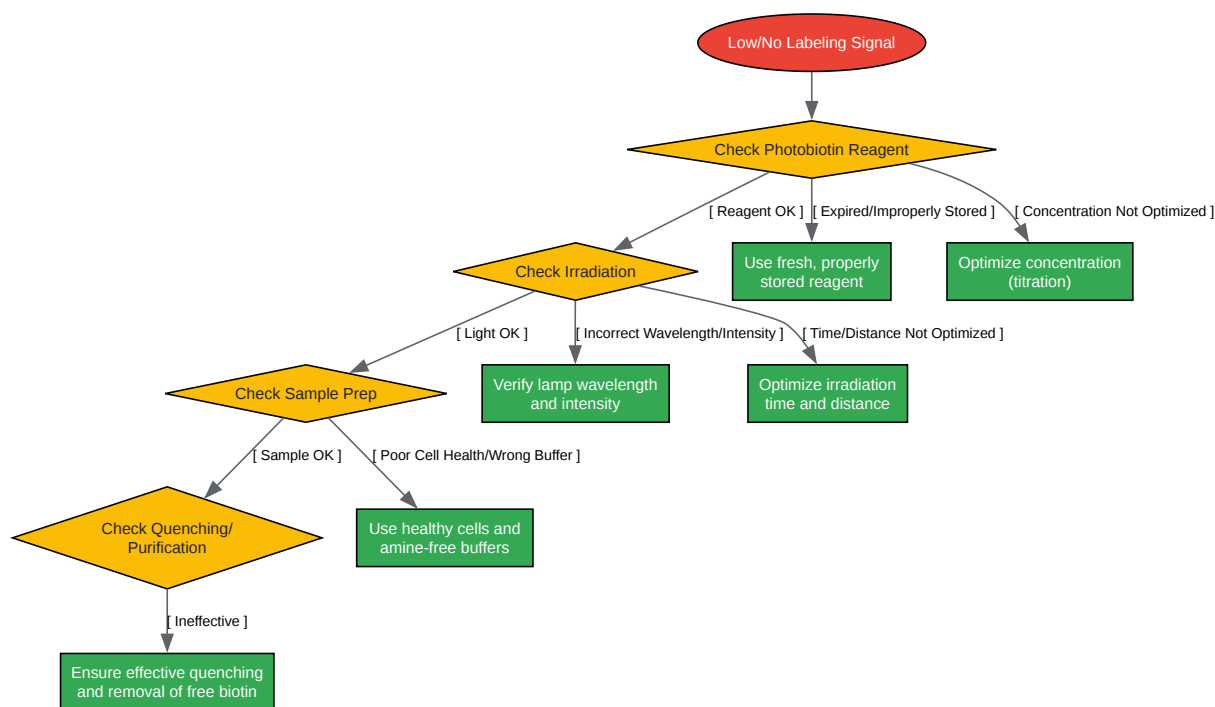 Low/No Labeling Signal
Check Photobiotin Reagent
[ Reagent OK ]
[ Expired/Improperly Stored ]
[ Concentration Not Optimized ]
Check Irradiation
Use fresh, properly
stored reagent
Optimize concentration
(titration)
[ Light OK ]
[ Incorrect Wavelength/Intensity ]
[ Time/Distance Not Optimized ]
Check Sample Prep
Verify lamp wavelength
and intensity
Optimize irradiation
time and distance
[ Sample OK ]
[ Poor Cell Health/Wrong Buffer ]
Check Quenching/
Purification
Use healthy cells and
amine-free buffers
[ Ineffective ]
Ensure effective quenching
and removal of free biotin